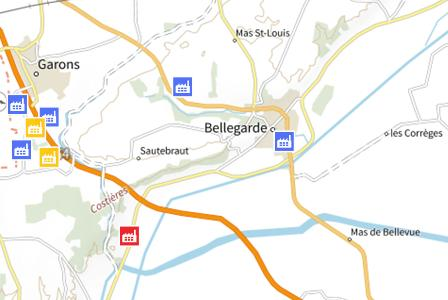 Mas St-Louis
Garons
Bellegarde
les Corrèges
Sautebraut
Costières
Mas de Bellevue